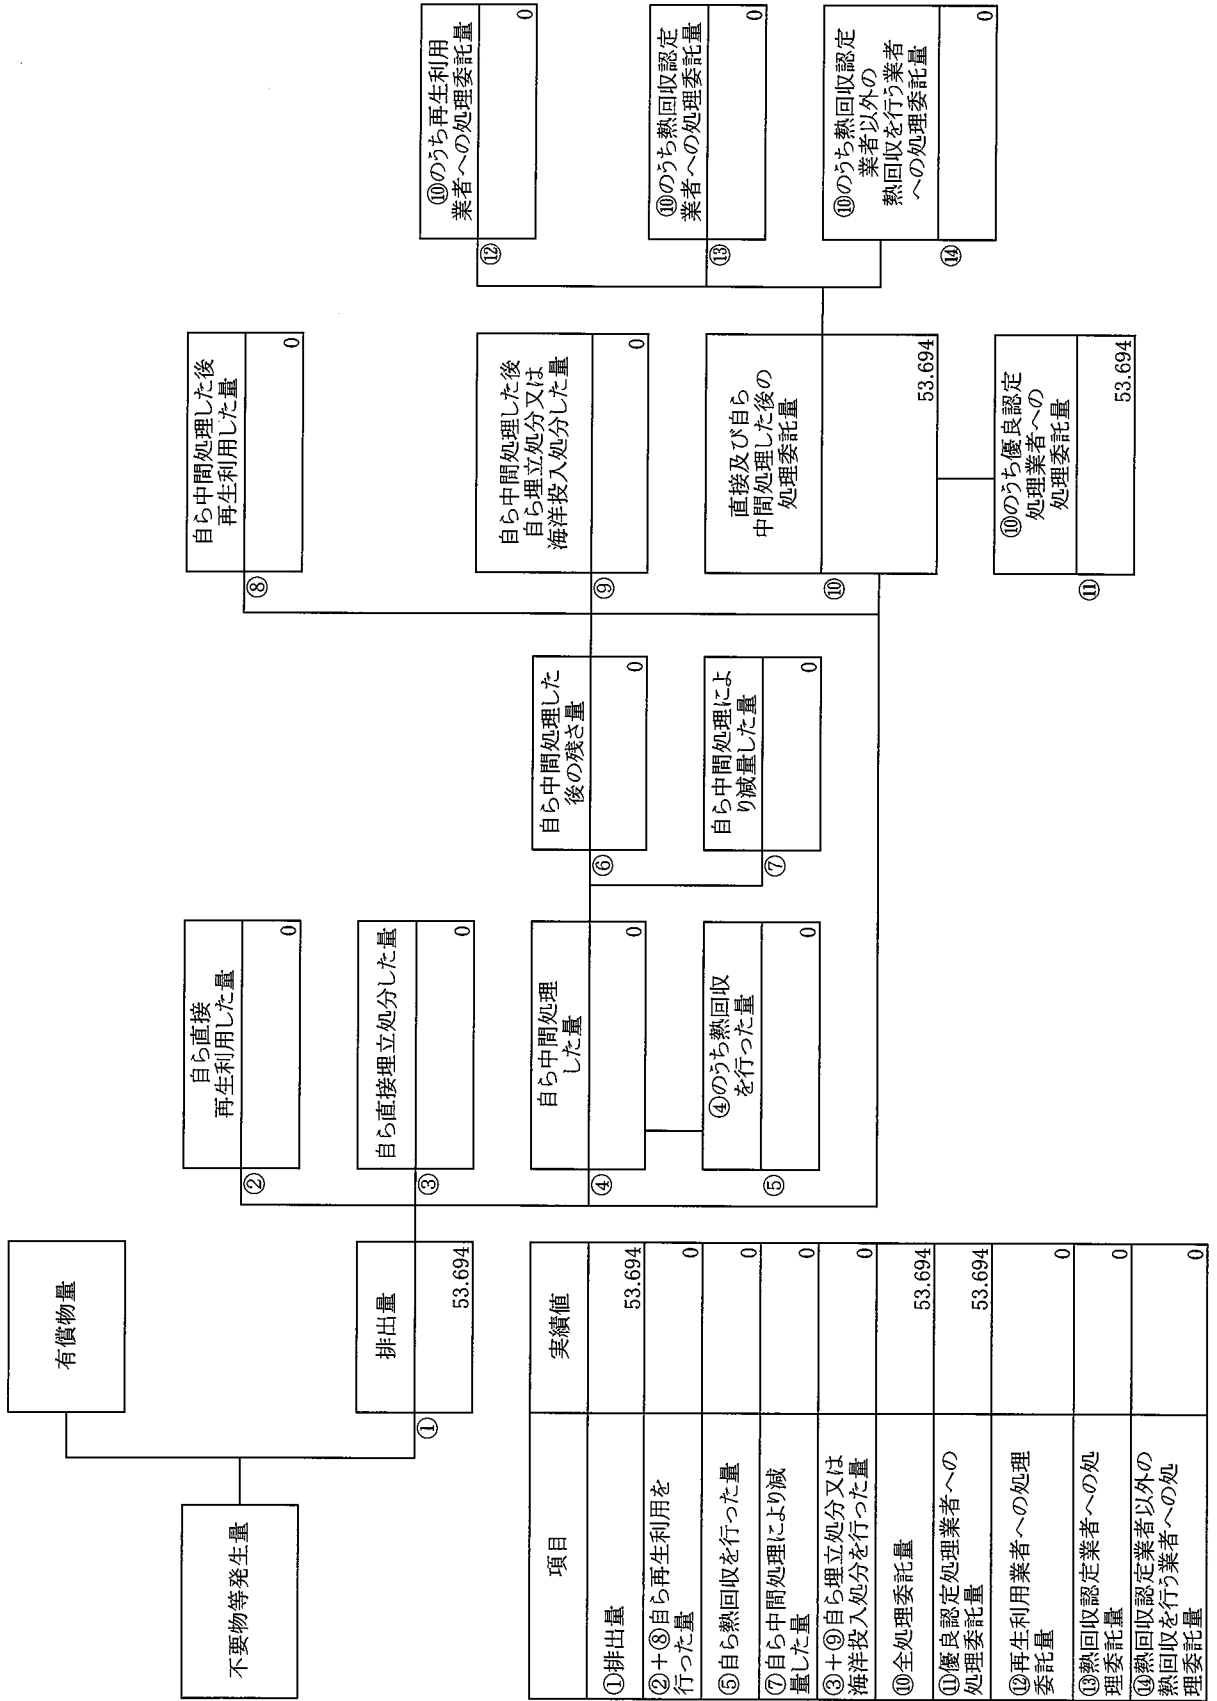 有償物量
不要物等発生量
①
排出量
53.694
②
自ら直接
再生利用した量
0
③
自ら直接埋立処分した量
0
④
自ら中間処理
した量
0
⑤
④のうち熱回収
を行った量
0
⑥
自ら中間処理した
後の残さ量
0
⑦
自ら中間処理によ
り減量した量
0
⑧
自ら中間処理した後
再生利用した量
0
⑨
自ら中間処理した後
自ら埋立処分又は
海洋投入処分した量
0
⑩
直接及び自ら
中間処理した後の
処理委託量
53.694
⑪
⑩のうち優良認定
処理業者への
処理委託量
53.694
⑫
⑩のうち再生利用
業者への処理委託量
0
⑬
⑩のうち熱回収認定
業者への処理委託量
0
⑭
⑩のうち熱回収認定
業者以外の
熱回収を行う業者
への処理委託量
0
項目 実績値
①排出量 53.694
②＋⑧自ら再生利用を
行った量 0
⑤自ら熱回収を行った量 0
⑦自ら中間処理により減
量した量 0
③＋⑨自ら埋立処分又は
海洋投入処分を行った量 0
⑩全処理委託量 53.694
⑪優良認定処理業者への
処理委託量 53.694
⑫再生利用業者への処理
委託量 0
⑬熱回収認定業者への処
理委託量 0
⑭熱回収認定業者以外の
熱回収を行う業者への処
理委託量 0